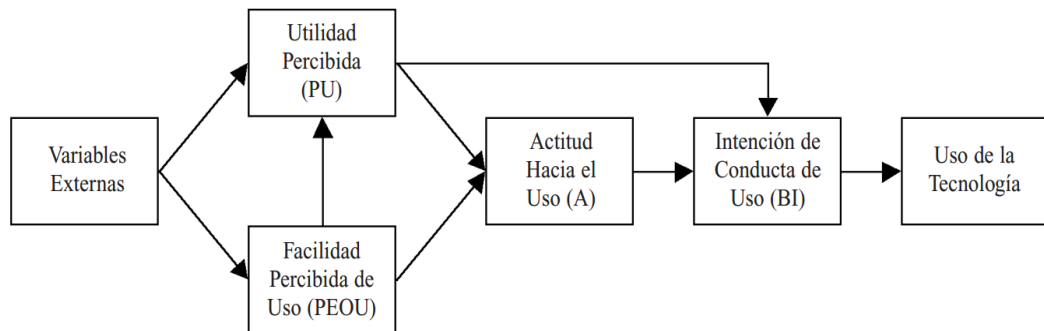 Utilidad
Percibida
(PU)
Variables
Externas
Actitud
Hacia el
Uso (A)
Intención de
Conducta de
Uso (BI)
Uso de la
Tecnología
Facilidad
Percibida de
Uso (PEOU)